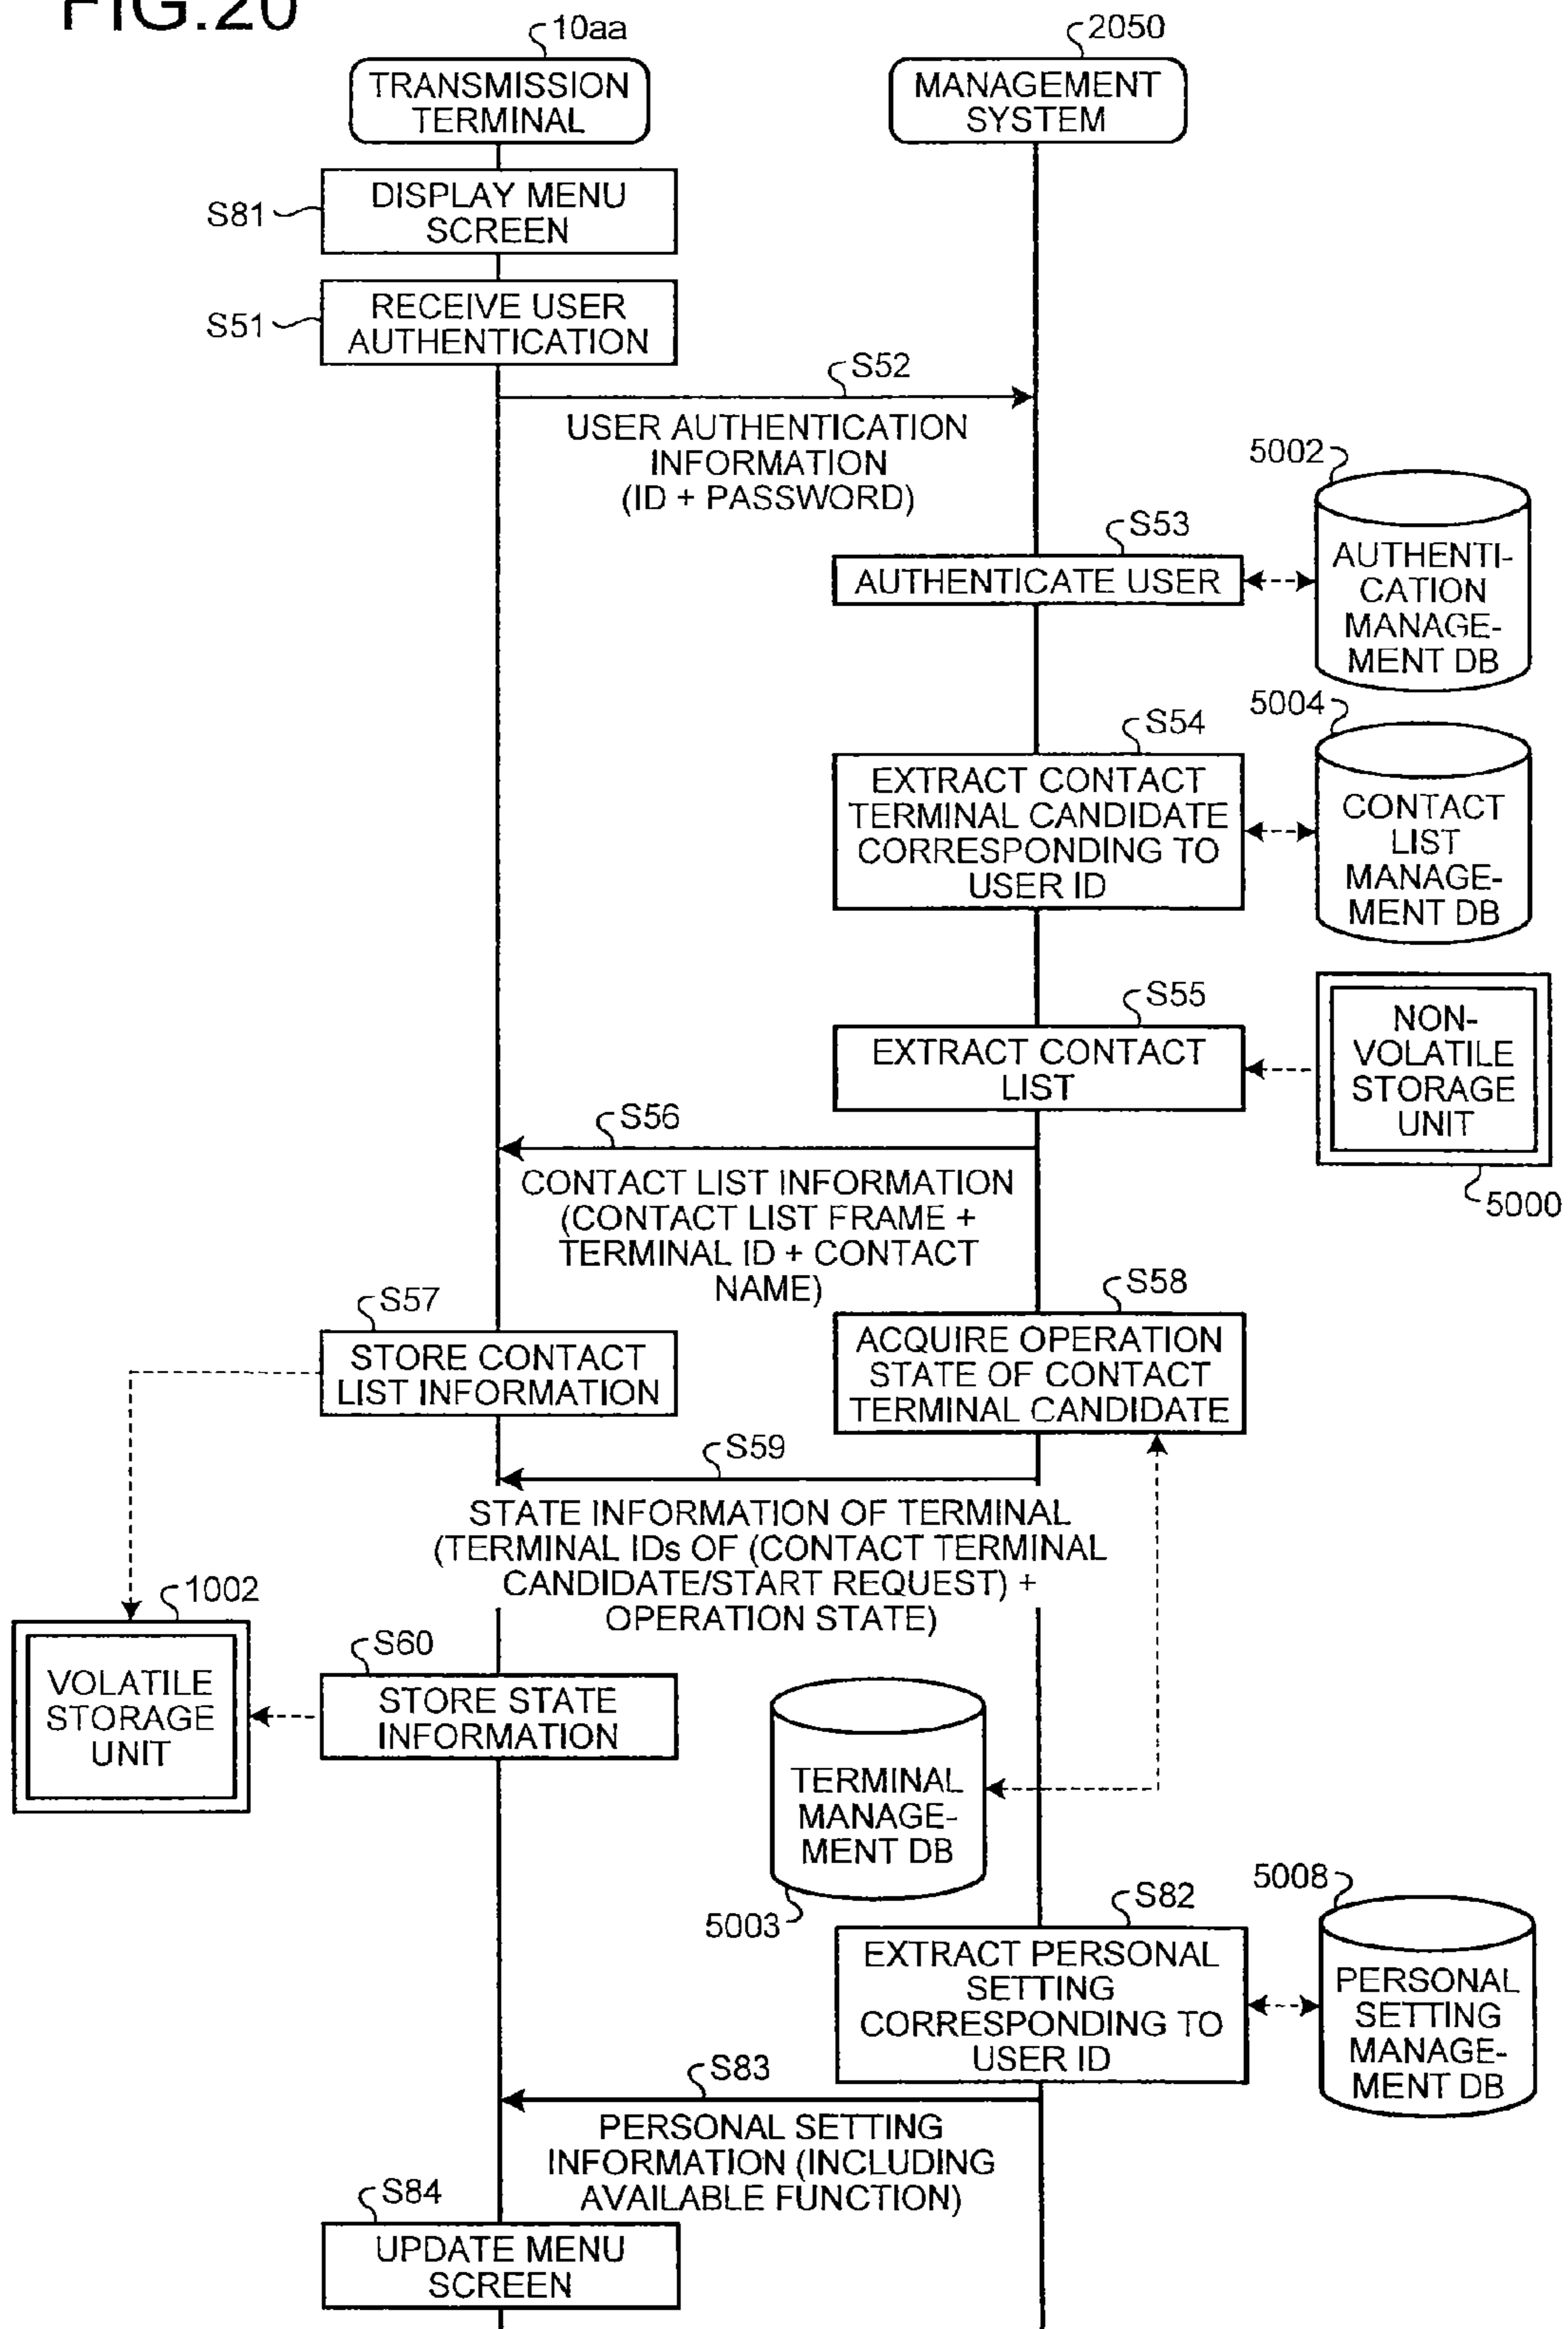 FIG.20
10aa
2050
TRANSMISSION
TERMINAL
MANAGEMENT
SYSTEM
S81
DISPLAY MENU
SCREEN
S51
RECEIVE USER
AUTHENTICATION
S52
USER AUTHENTICATION
INFORMATION
(ID + PASSWORD)
5002
S53
AUTHENTICATE USER
AUTHENTI-
CATION
MANAGE-
MENT DB
5004
S54
EXTRACT CONTACT
TERMINAL CANDIDATE
CORRESPONDING TO
USER ID
CONTACT
LIST
MANAGE-
MENT DB
S55
EXTRACT CONTACT
LIST
NON-
VOLATILE
STORAGE
UNIT
5000
S56
CONTACT LIST INFORMATION
(CONTACT LIST FRAME +
TERMINAL ID + CONTACT
NAME)
S57
STORE CONTACT
LIST INFORMATION
S58
ACQUIRE OPERATION
STATE OF CONTACT
TERMINAL CANDIDATE
S59
STATE INFORMATION OF TERMINAL
(TERMINAL IDs OF (CONTACT TERMINAL
CANDIDATE/START REQUEST) +
OPERATION STATE)
1002
VOLATILE
STORAGE
UNIT
S60
STORE STATE
INFORMATION
TERMINAL
MANAGE-
MENT DB
5003
S82
EXTRACT PERSONAL
SETTING
CORRESPONDING TO
USER ID
5008
PERSONAL
SETTING
MANAGE-
MENT DB
S83
PERSONAL SETTING
INFORMATION (INCLUDING
AVAILABLE FUNCTION)
S84
UPDATE MENU
SCREEN